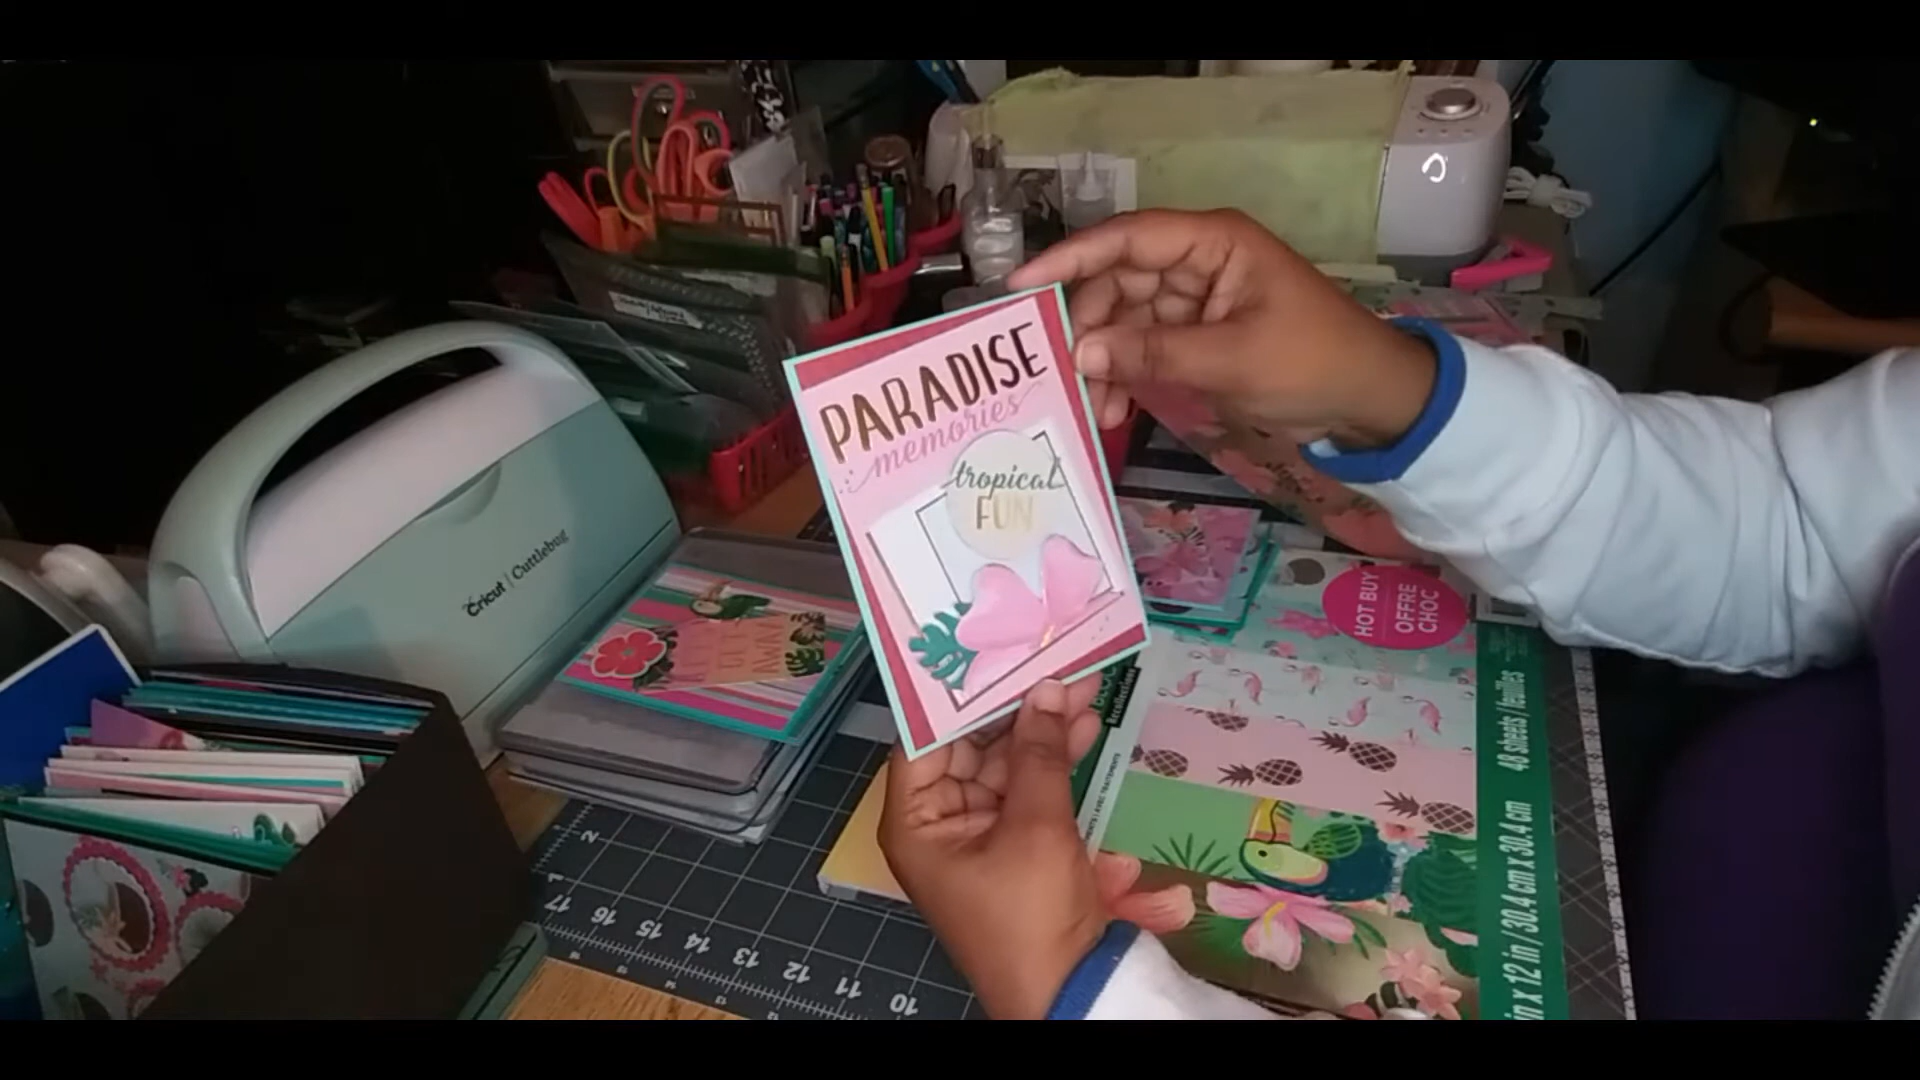 PARADISE
memories
tropical
FUN
Cricut | Cuttlebug
HOT BUY
OFFRE
CHOC
48 sheets / feuilles
in x 12 in / 30.4 cm x 30.4 cm
17 16 15 14 13 12 11 10